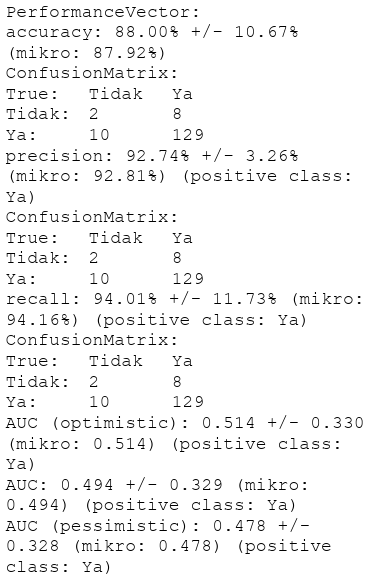 PerformanceVector:
accuracy: 88.00% +/- 10.67%
(mikro: 87.92%)
ConfusionMatrix:
True:   Tidak   Ya
Tidak:  2       8
Ya:     10      129
precision: 92.74% +/- 3.26%
(mikro: 92.81%) (positive class:
Ya)
ConfusionMatrix:
True:   Tidak   Ya
Tidak:  2       8
Ya:     10      129
recall: 94.01% +/- 11.73% (mikro:
94.16%) (positive class: Ya)
ConfusionMatrix:
True:   Tidak   Ya
Tidak:  2       8
Ya:     10      129
AUC (optimistic): 0.514 +/- 0.330
(mikro: 0.514) (positive class:
Ya)
AUC: 0.494 +/- 0.329 (mikro:
0.494) (positive class: Ya)
AUC (pessimistic): 0.478 +/-
0.328 (mikro: 0.478) (positive
class: Ya)